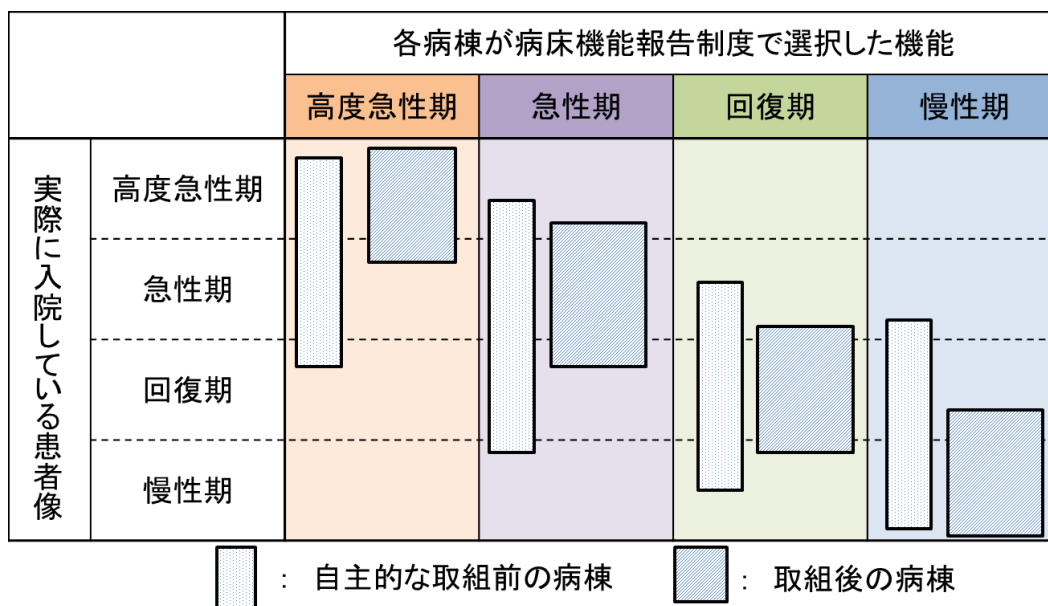 各病棟が病床機能報告制度で選択した機能
高度急性期
急性期
回復期
慢性期
実際に入院している患者像
高度急性期
急性期
回復期
慢性期
： 自主的な取組前の病棟
： 取組後の病棟